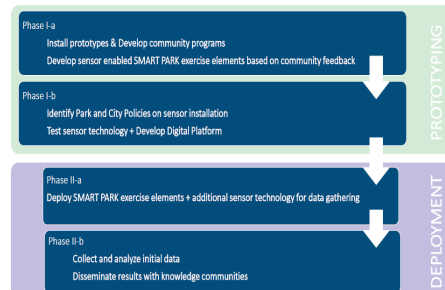 Phase I-a
Install prototypes & Develop community programs
Develop sensor enabled SMART PARK exercise elements based on community feedback
Phase I-b
Identify Park and City Policies on sensor installation
Test sensor technology + Develop Digital Platform
PROTOTYPING
Phase II-a
Deploy SMART PARK exercise elements + additional sensor technology for data gathering
Phase II-b
Collect and analyze initial data
Disseminate results with knowledge communities
DEPLOYMENT